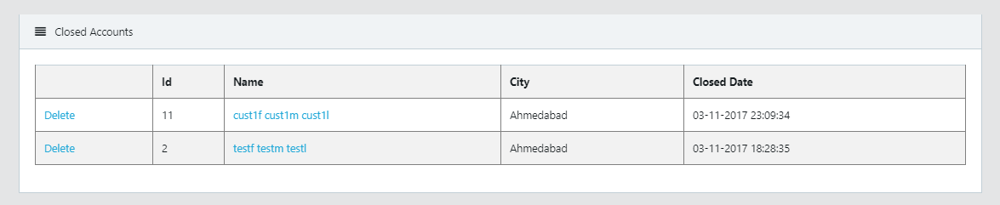 Closed Accounts
Id Name City Closed Date
Delete 11 cust1f cust1m cust1l Ahmedabad 03-11-2017 23:09:34
Delete 2 testf testm testl Ahmedabad 03-11-2017 18:28:35